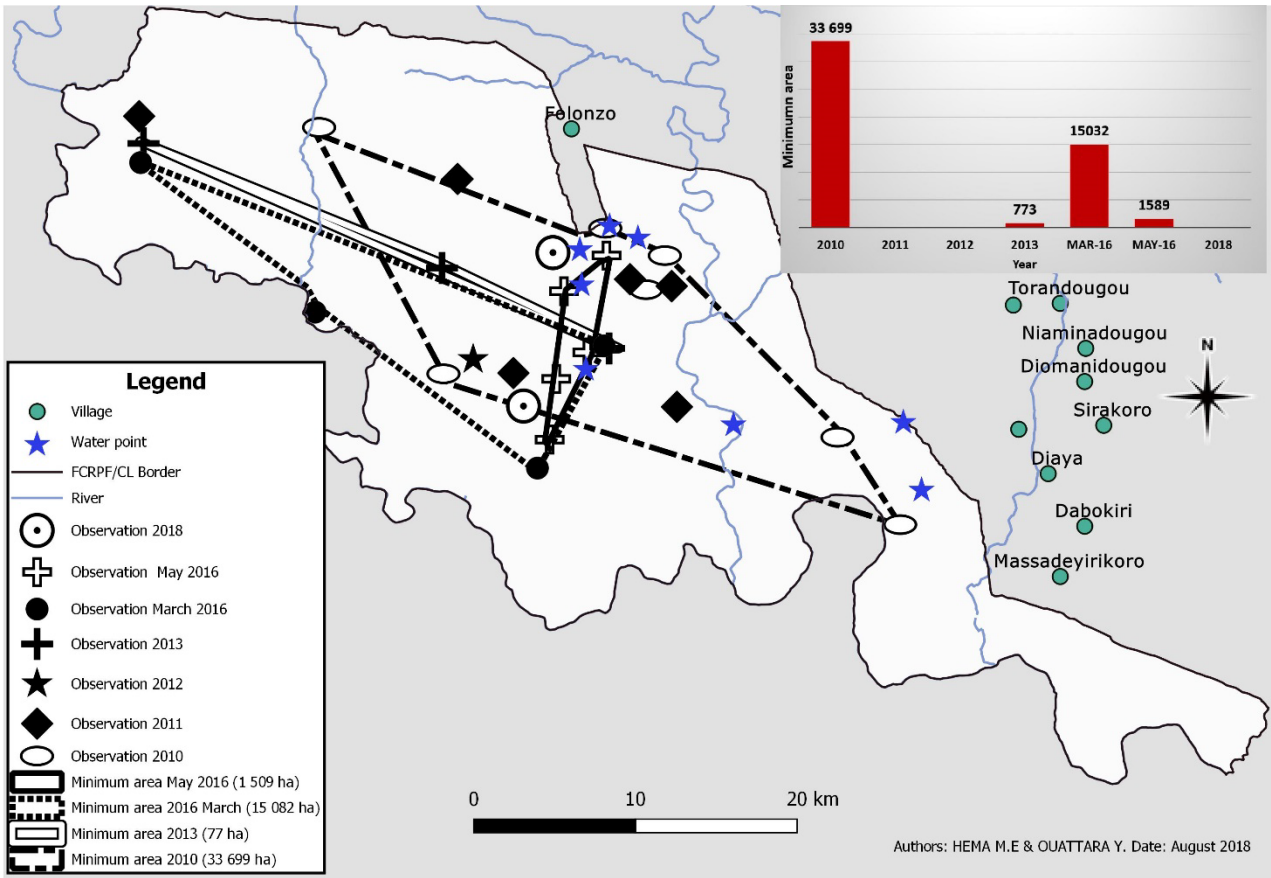 Folonzo
Minimumn area
33 699
773
15032
1589
2010
2011
2012
2013
MAR-16
MAY-16
2018
Year
Torandougou
Niaminadougou
Diomanidougou
Sirakoro
Diaya
Dabokiri
Massadeyirikoro
N
Legend
Village
Water point
FCRPF/CL Border
River
Observation 2018
Observation May 2016
Observation March 2016
Observation 2013
Observation 2012
Observation 2011
Observation 2010
Minimum area May 2016 (1 509 ha)
Minimum area 2016 March (15 082 ha)
Minimum area 2013 (77 ha)
Minimum area 2010 (33 699 ha)
0 10 20 km
Authors: HEMA M.E & OUATTARA Y. Date: August 2018